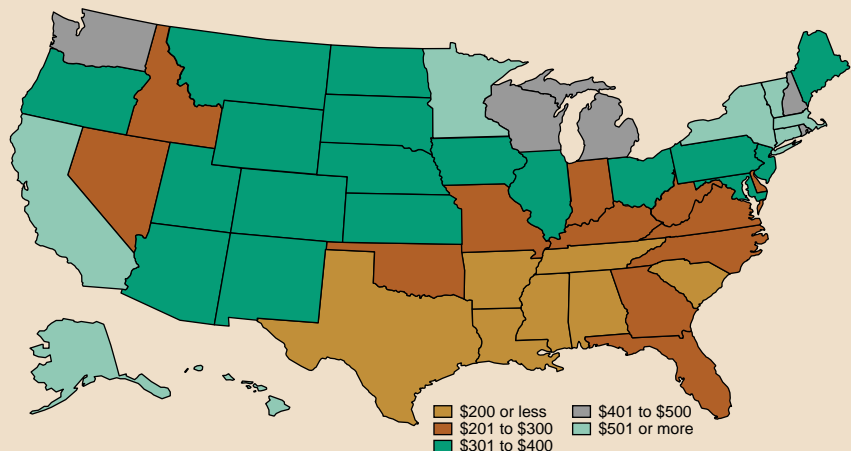 $200 or less
$201 to $300
$301 to $400
$401 to $500
$501 or more